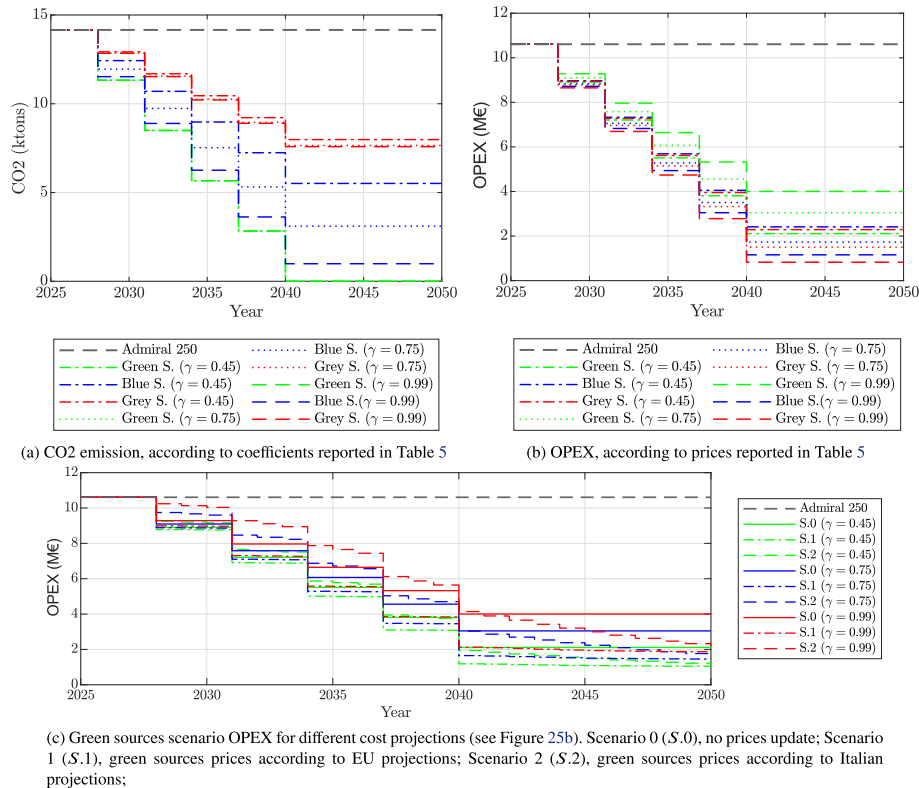 15
10
5
0
CO2 (ktons)
2025
2030
2035
2040
2045
2050
Year
Admiral 250
Green S. (γ = 0.45)
Blue S. (γ = 0.45)
Grey S. (γ = 0.45)
Green S. (γ = 0.75)
Blue S. (γ = 0.75)
Grey S. (γ = 0.75)
Green S. (γ = 0.99)
Blue S.(γ = 0.99)
Grey S. (γ = 0.99)
(a) CO2 emission, according to coefficients reported in Table 5
12
10
8
6
4
2
0
OPEX (M€)
2025
2030
2035
2040
2045
2050
Year
Admiral 250
Green S. (γ = 0.45)
Blue S. (γ = 0.45)
Grey S. (γ = 0.45)
Green S. (γ = 0.75)
Blue S. (γ = 0.75)
Grey S. (γ = 0.75)
Green S. (γ = 0.99)
Blue S. (γ = 0.99)
Grey S. (γ = 0.99)
(b) OPEX, according to prices reported in Table 5
12
10
8
6
4
2
0
OPEX (M€)
2025
2030
2035
2040
2045
2050
Year
Admiral 250
S.0 (γ = 0.45)
S.1 (γ = 0.45)
S.2 (γ = 0.45)
S.0 (γ = 0.75)
S.1 (γ = 0.75)
S.2 (γ = 0.75)
S.0 (γ = 0.99)
S.1 (γ = 0.99)
S.2 (γ = 0.99)
(c) Green sources scenario OPEX for different cost projections (see Figure 25b). Scenario 0 (S.0), no prices update; Scenario
1 (S.1), green sources prices according to EU projections; Scenario 2 (S.2), green sources prices according to Italian
projections;